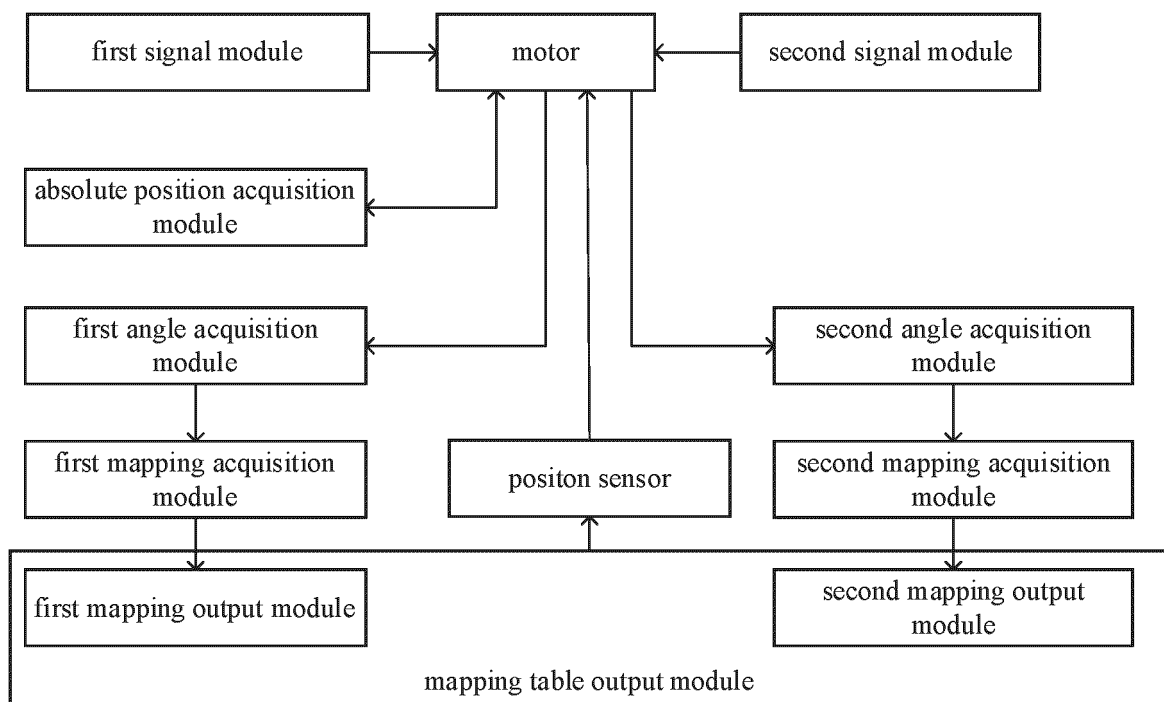 first signal module
motor
second signal module
absolute position acquisition
module
first angle acquisition
module
second angle acquisition
module
first mapping acquisition
module
positon sensor
second mapping acquisition
module
first mapping output module
second mapping output
module
mapping table output module